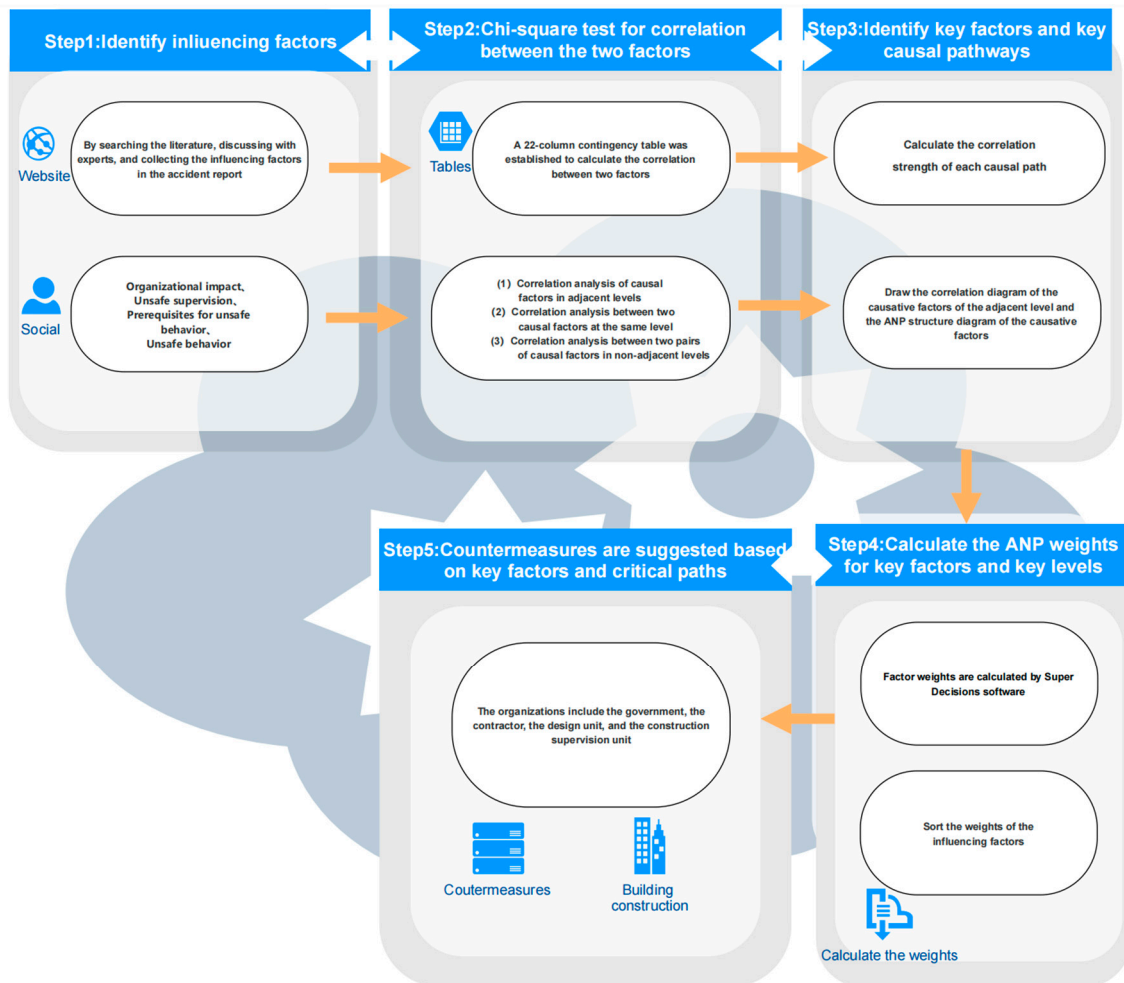 Step1:Identify inliuencing factors
Website
By searching the literature, discussing with
experts, and collecting the influencing factors
in the accident report
Social
Organizational impact、
Unsafe supervision、
Prerequisites for unsafe
behavior、
Unsafe behavior
Step2:Chi-square test for correlation
between the two factors
Tables
A 22-column contingency table was
established to calculate the correlation
between two factors
(1) Correlation analysis of causal
factors in adjacent levels
(2) Correlation analysis between two
causal factors at the same level
(3) Correlation analysis between two pairs
of causal factors in non-adjacent levels
Step3:Identify key factors and key
causal pathways
Calculate the correlation
strength of each causal path
Draw the correlation diagram of the
causative factors of the adjacent level and
the ANP structure diagram of the causative
factors
Step4:Calculate the ANP weights
for key factors and key levels
Factor weights are calculated by Super
Decisions software
Sort the weights of the
influencing factors
Calculate the weights
Step5:Countermeasures are suggested based
on key factors and critical paths
The organizations include the government, the
contractor, the design unit, and the construction
supervision unit
Coutermeasures
Building
construction